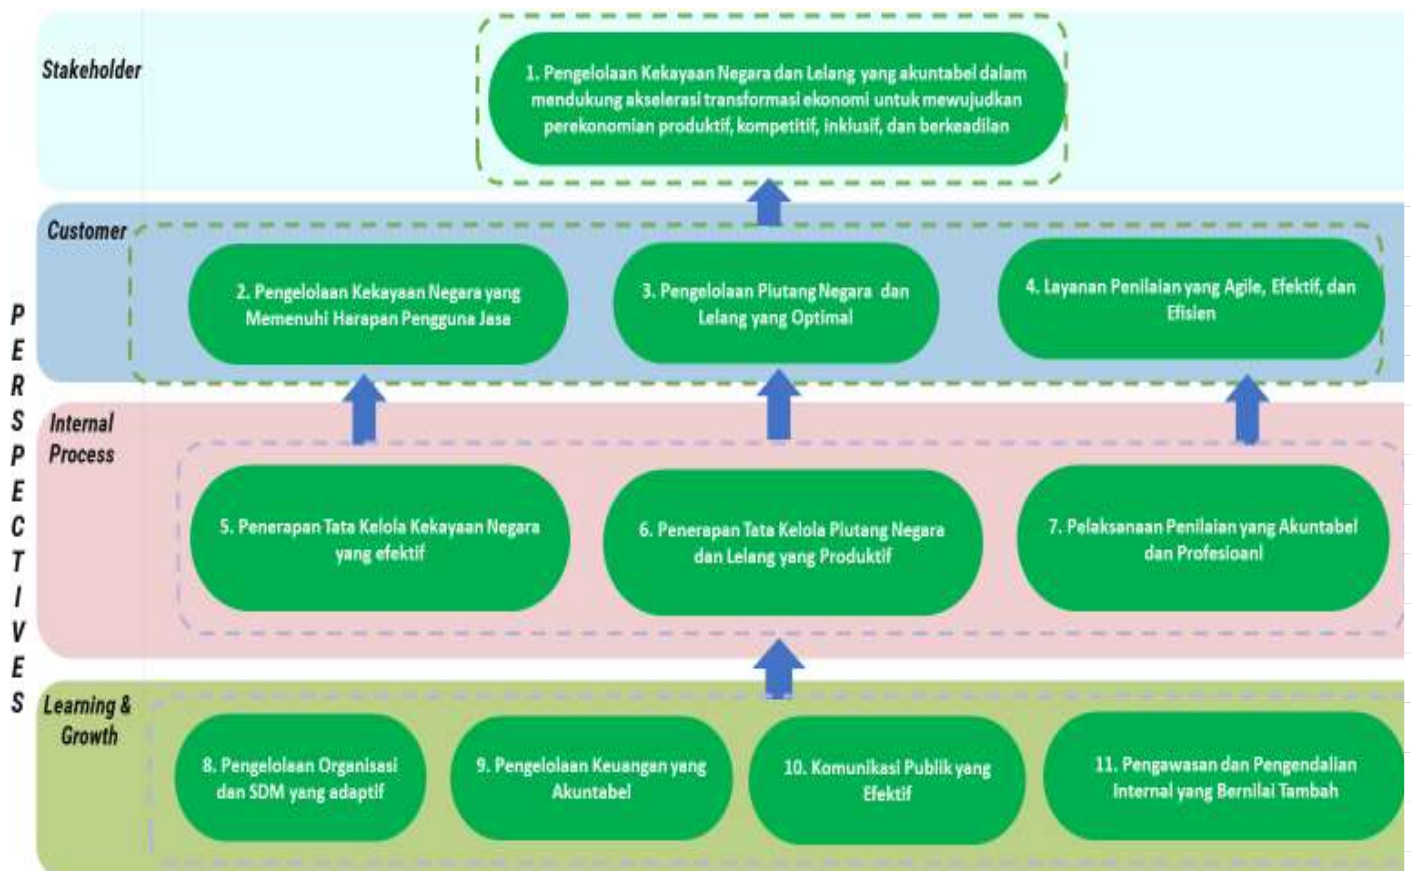 Stakeholder
1. Pengelolaan Kekayaan Negara dan Lelang yang akuntabel dalam
mendukung akselerasi transformasi ekonomi untuk mewujudkan
perekonomian produktif, kompetitif, inklusif, dan berkeadilan
PERSPECTIVES
Customer
2. Pengelolaan Kekayaan Negara yang
Memenuhi Harapan Pengguna Jasa
3. Pengelolaan Piutang Negara dan
Lelang yang Optimal
4. Layanan Penilaian yang Agile, Efektif, dan
Efisien
Internal
Process
5. Penerapan Tata Kelola Kekayaan Negara
yang efektif
6. Penerapan Tata Kelola Piutang Negara
dan Lelang yang Produktif
7. Pelaksanaan Penilaian yang Akuntabel
dan Profesioanl
Learning &
Growth
8. Pengelolaan Organisasi
dan SDM yang adaptif
9. Pengelolaan Keuangan yang
Akuntabel
10. Komunikasi Publik yang
Efektif
11. Pengawasan dan Pengendalian
Internal yang Bernilai Tambah